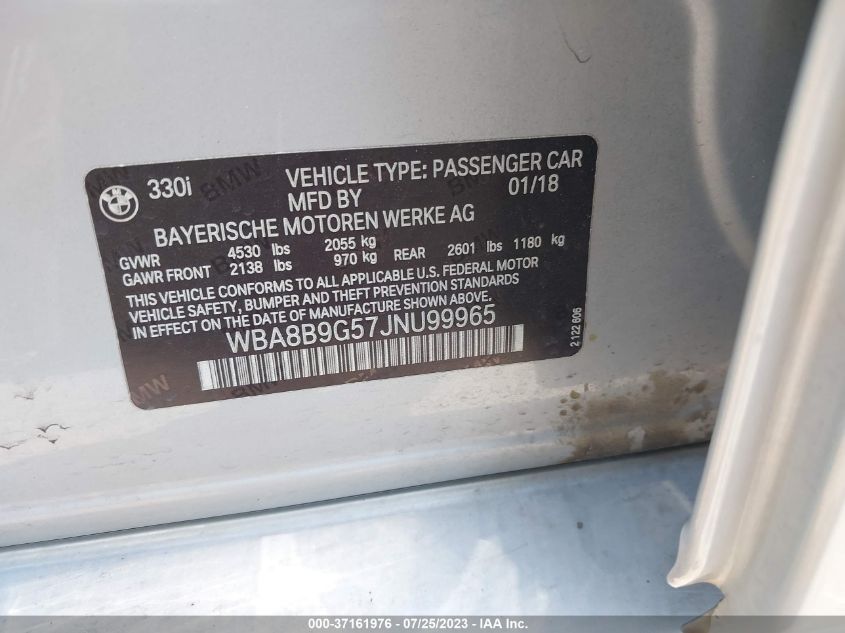 330i VEHICLE TYPE: PASSENGER CAR
MFD BY 01/18
BAYERISCHE MOTOREN WERKE AG
GVWR 4530 lbs 2055 kg
GAWR FRONT 2138 lbs 970 kg REAR 2601 lbs 1180 kg
THIS VEHICLE CONFORMS TO ALL APPLICABLE U.S. FEDERAL MOTOR
VEHICLE SAFETY, BUMPER AND THEFT PREVENTION STANDARDS
IN EFFECT ON THE DATE OF MANUFACTURE SHOWN ABOVE.
WBA8B9G57JNU99965
2 122 606
BMW
BMW
BMW
000-37161976 - 07/25/2023 - IAA Inc.